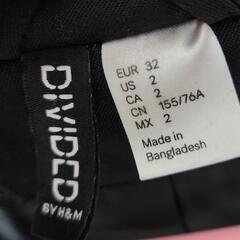 DIVIDED
BY H&M
EUR 32
US 2
CA 2
CN 155/76A
MX 2
Made in
Bangladesh